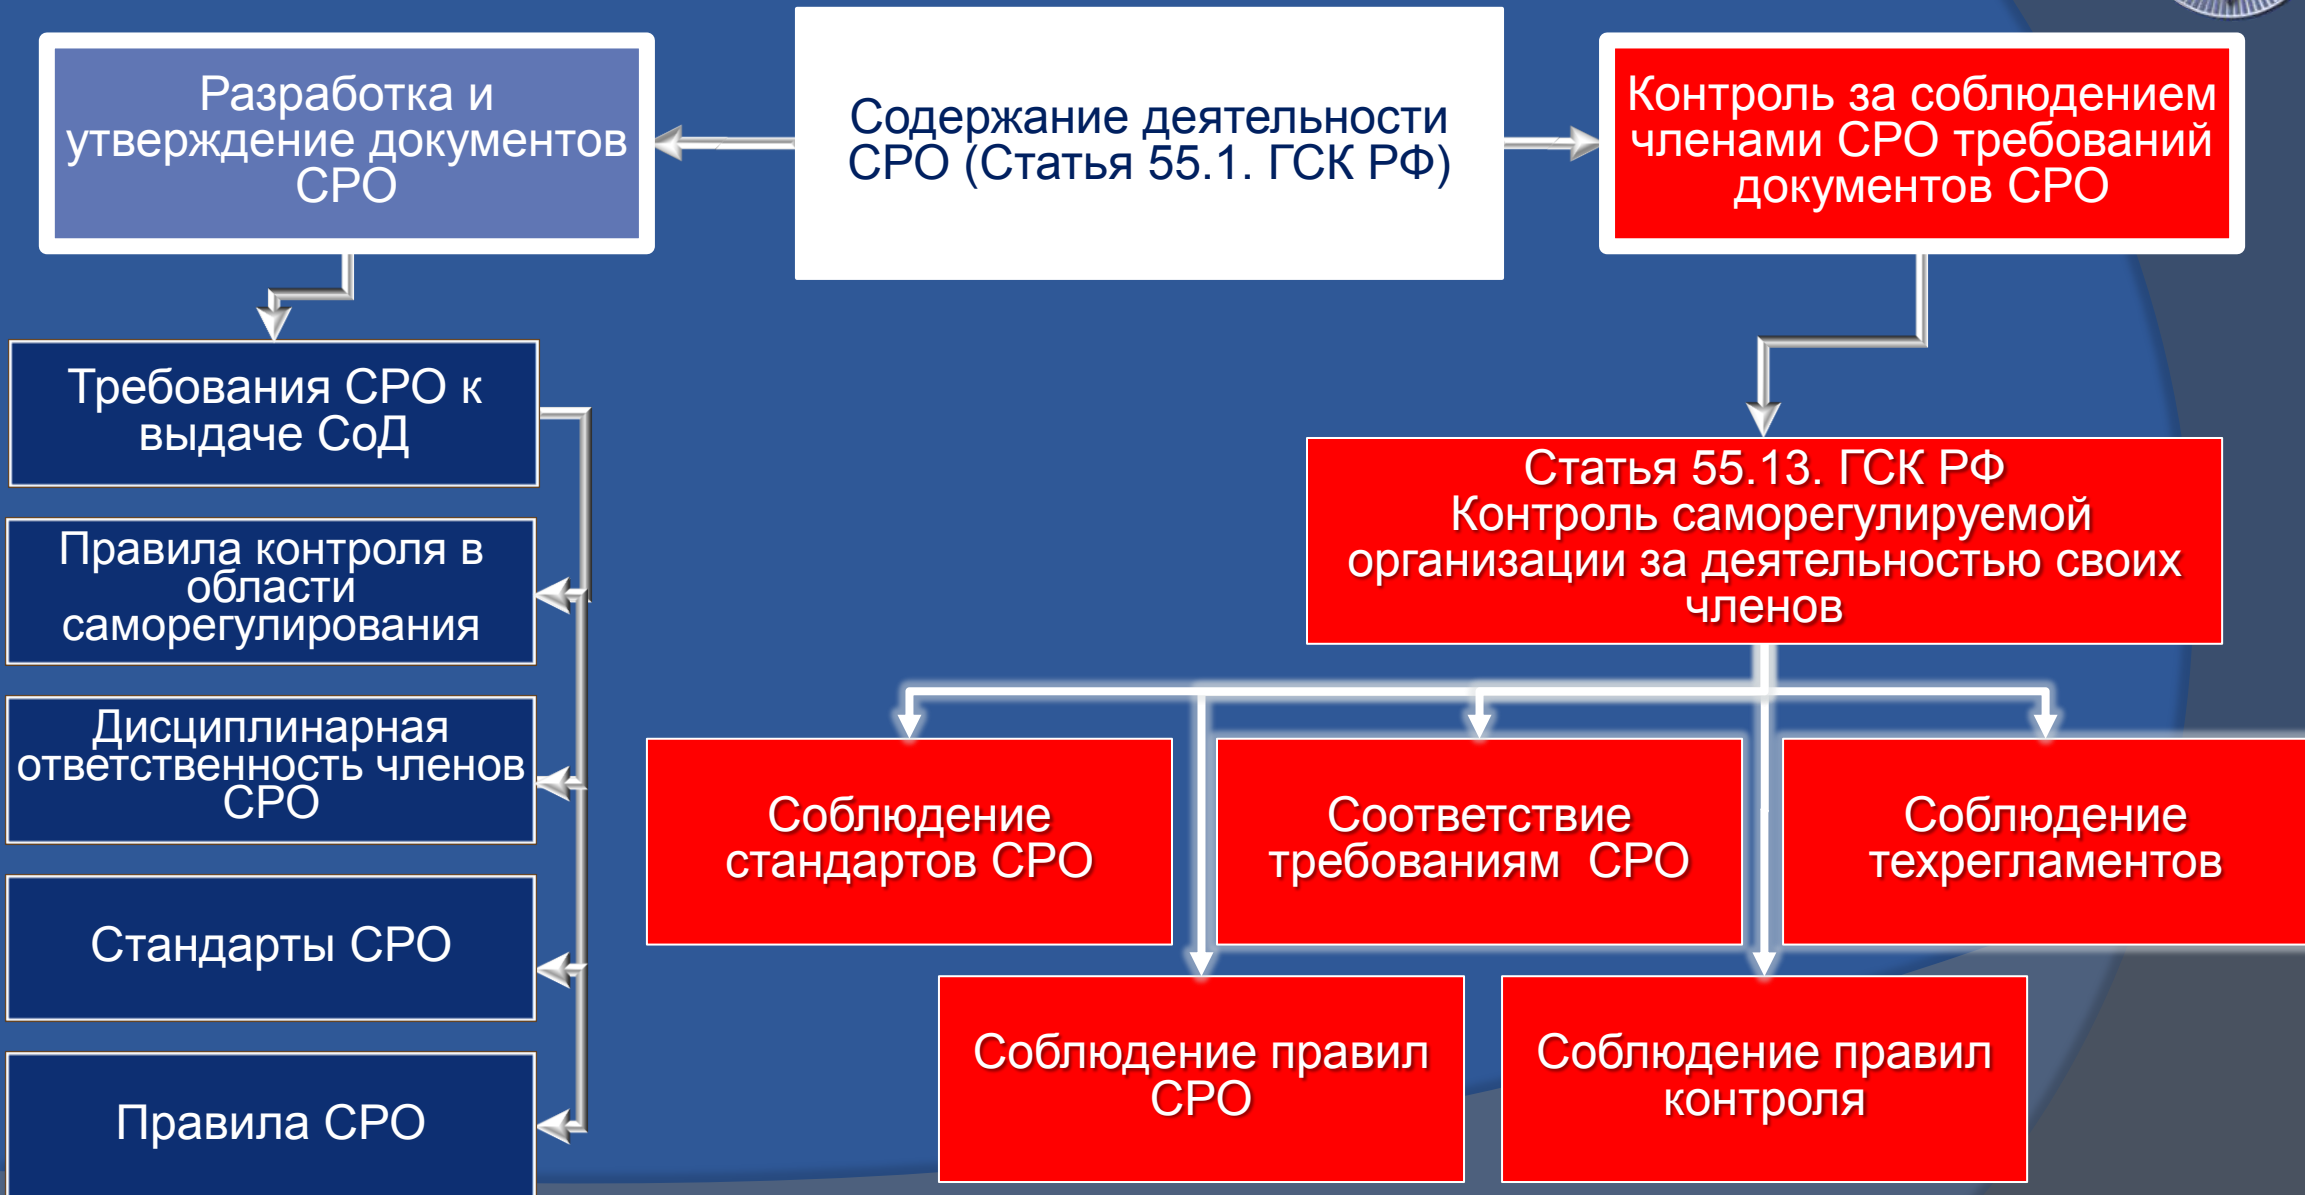 Разработка и
утверждение документов
СРО
Содержание деятельности
СРО (Статья 55.1. ГСК РФ)
Контроль за соблюдением
членами СРО требований
документов СРО
Требования СРО к
выдаче СоД
Правила контроля в
области
саморегулирования
Дисциплинарная
ответственность членов
СРО
Стандарты СРО
Правила СРО
Статья 55.13. ГСК РФ
Контроль саморегулируемой
организации за деятельностью своих
членов
Соблюдение
стандартов СРО
Соответствие
требованиям СРО
Соблюдение
техрегламентов
Соблюдение правил
СРО
Соблюдение правил
контроля